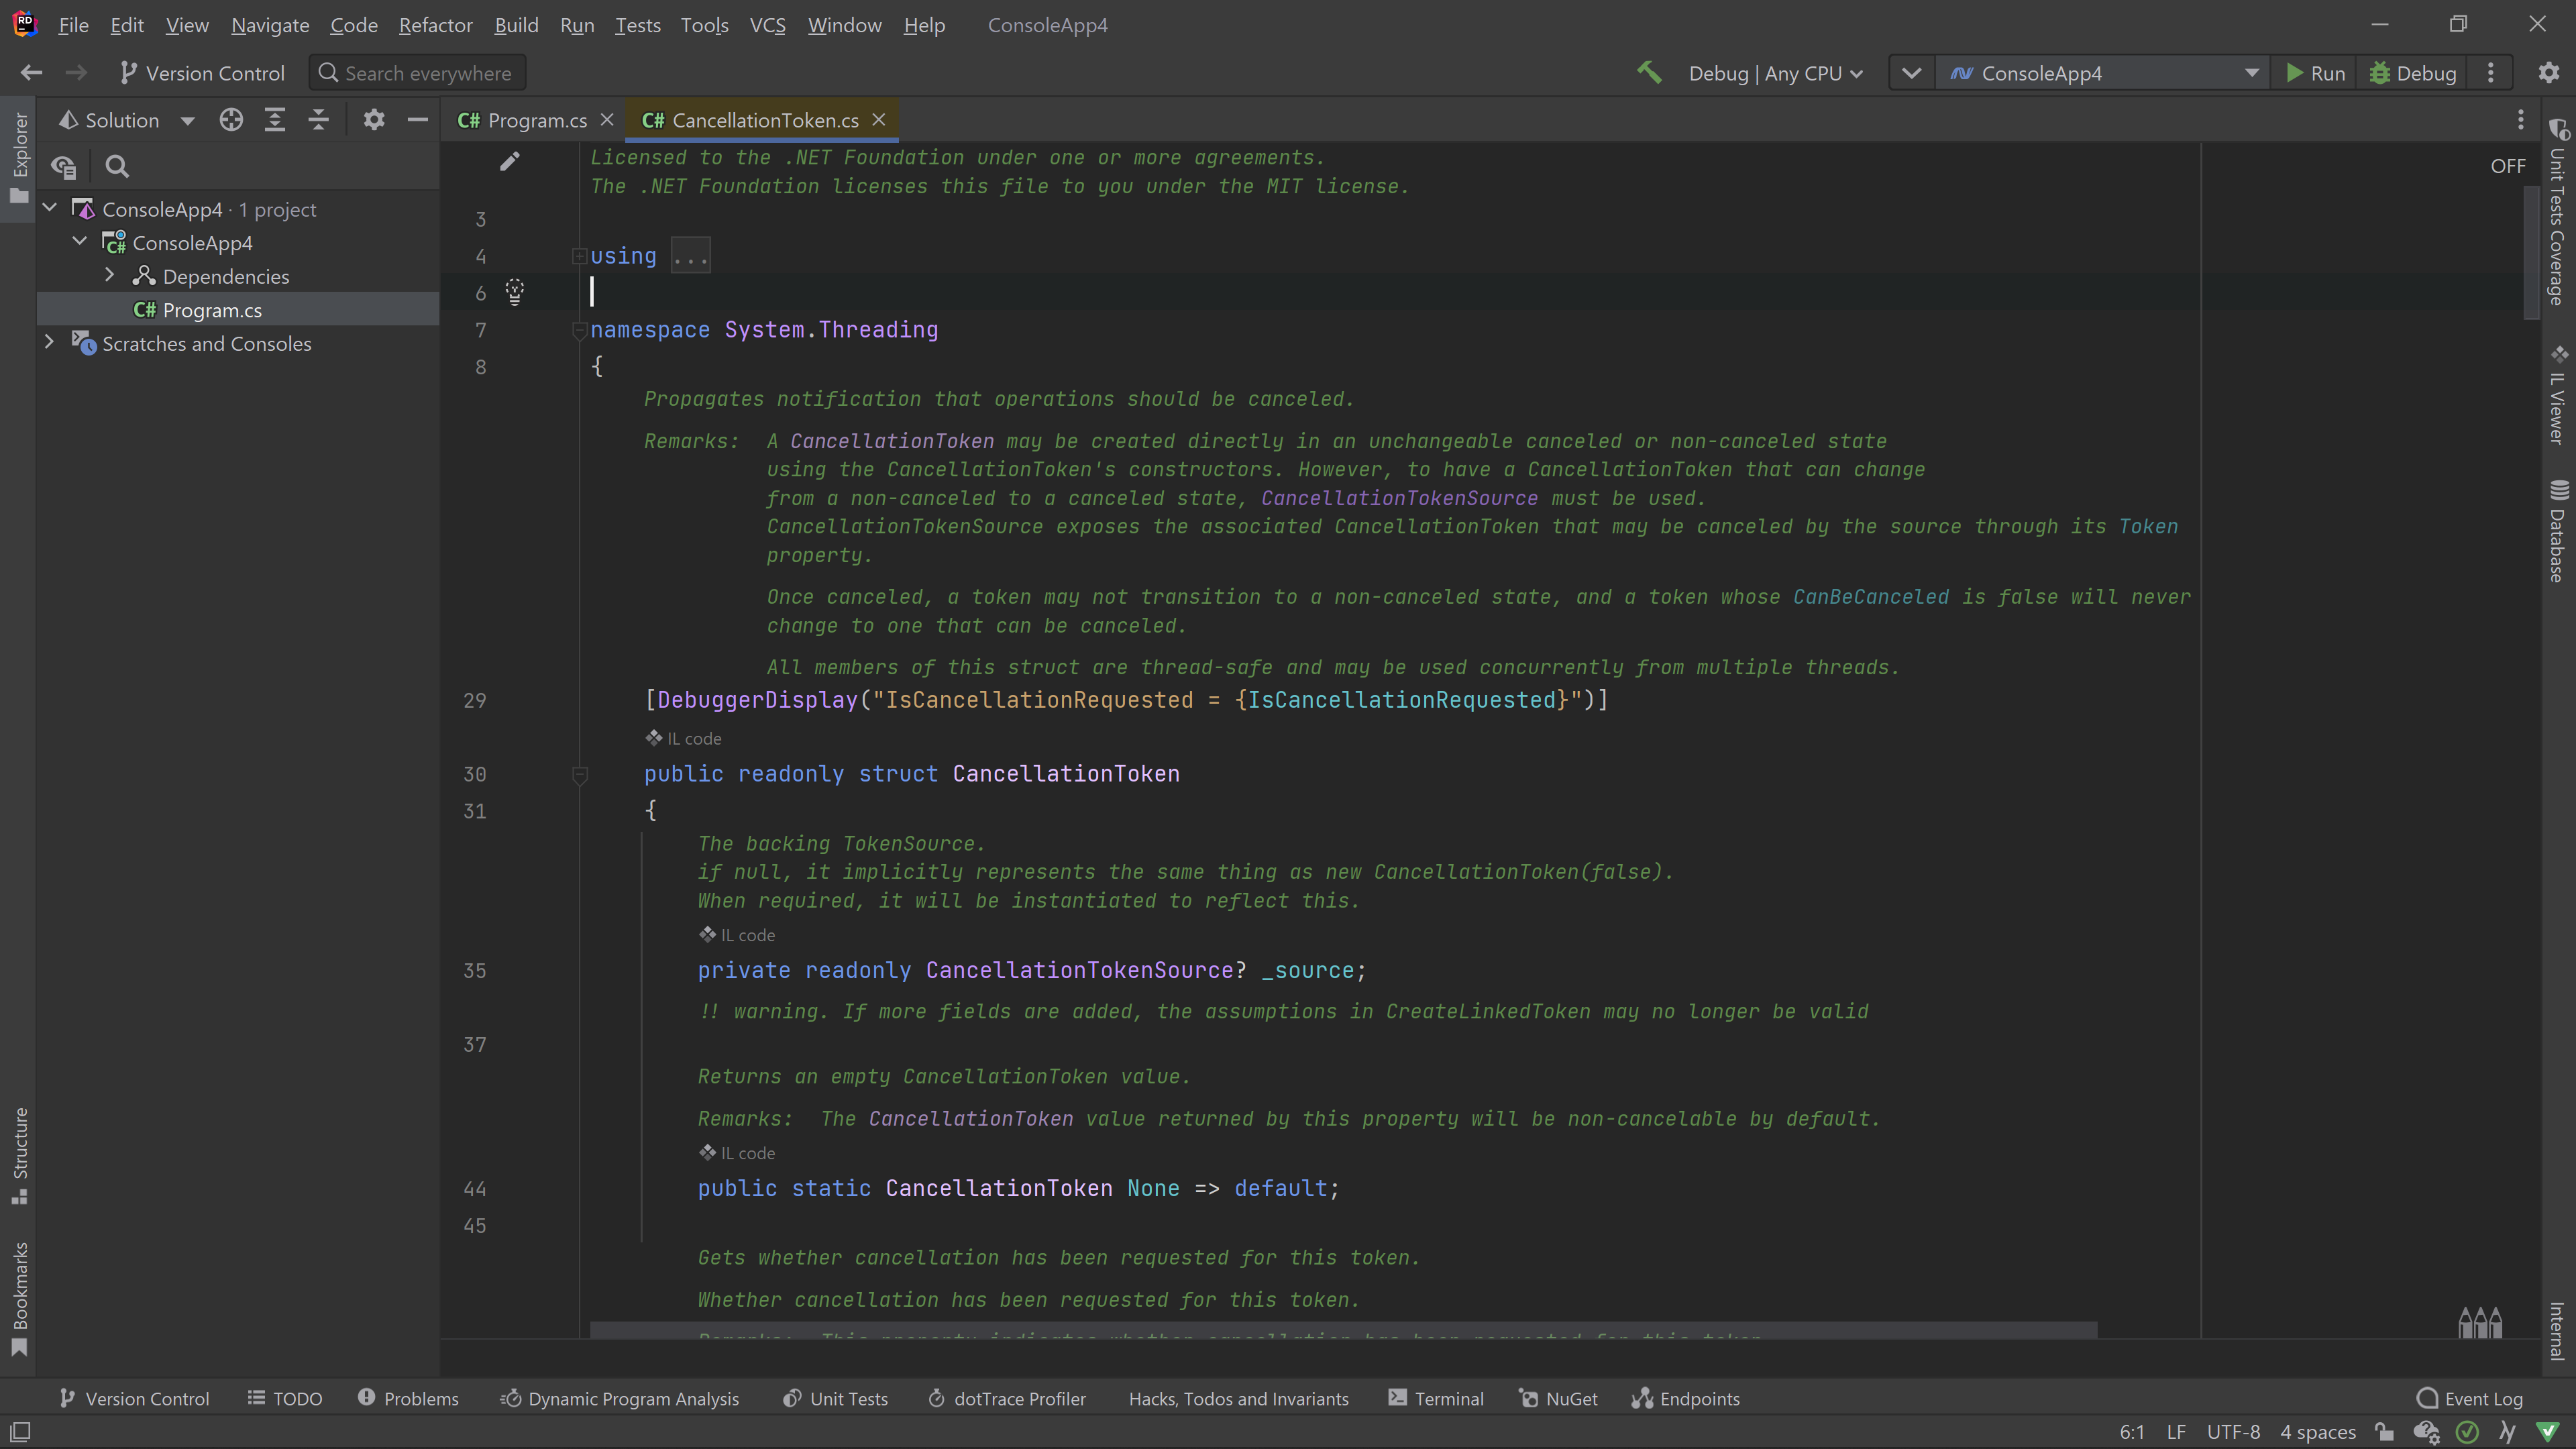 RD
File Edit View Navigate Code Refactor Build Run Tests Tools VCS Window Help ConsoleApp4
Version Control Search everywhere Debug | Any CPU ConsoleApp4 Run Debug
Explorer
Solution
C# Program.cs
C# CancellationToken.cs
ConsoleApp4 · 1 project
C# ConsoleApp4
Dependencies
C# Program.cs
Scratches and Consoles
Structure
Bookmarks
OFF
Licensed to the .NET Foundation under one or more agreements.
The .NET Foundation licenses this file to you under the MIT license.
3
4 using ...
6
7 namespace System.Threading
8 {
Propagates notification that operations should be canceled.
Remarks: A CancellationToken may be created directly in an unchangeable canceled or non-canceled state
using the CancellationToken's constructors. However, to have a CancellationToken that can change
from a non-canceled to a canceled state, CancellationTokenSource must be used.
CancellationTokenSource exposes the associated CancellationToken that may be canceled by the source through its Token
property.
Once canceled, a token may not transition to a non-canceled state, and a token whose CanBeCanceled is false will never
change to one that can be canceled.
All members of this struct are thread-safe and may be used concurrently from multiple threads.
29 [DebuggerDisplay("IsCancellationRequested = {IsCancellationRequested}")]
IL code
30 public readonly struct CancellationToken
31 {
The backing TokenSource.
if null, it implicitly represents the same thing as new CancellationToken(false).
When required, it will be instantiated to reflect this.
IL code
35 private readonly CancellationTokenSource? _source;
!! warning. If more fields are added, the assumptions in CreateLinkedToken may no longer be valid
37
Returns an empty CancellationToken value.
Remarks: The CancellationToken value returned by this property will be non-cancelable by default.
IL code
44 public static CancellationToken None => default;
45
Gets whether cancellation has been requested for this token.
Whether cancellation has been requested for this token.
Remarks: This property indicates whether cancellation has been requested for this token
Unit Tests Coverage
IL Viewer
Database
Internal
Version Control TODO Problems Dynamic Program Analysis Unit Tests dotTrace Profiler Hacks, Todos and Invariants Terminal NuGet Endpoints Event Log
6:1 LF UTF-8 4 spaces